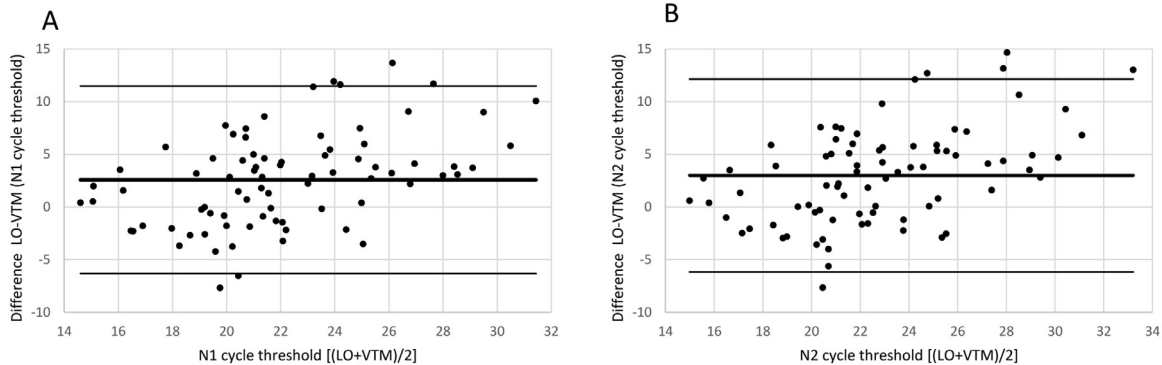 A
Difference LO-VTM (N1 cycle threshold)
15
10
5
0
-5
-10
14 16 18 20 22 24 26 28 30 32
N1 cycle threshold [(LO+VTM)/2]
B
Difference LO-VTM (N2 cycle threshold)
15
10
5
0
-5
-10
14 16 18 20 22 24 26 28 30 32 34
N2 cycle threshold [(LO+VTM)/2]